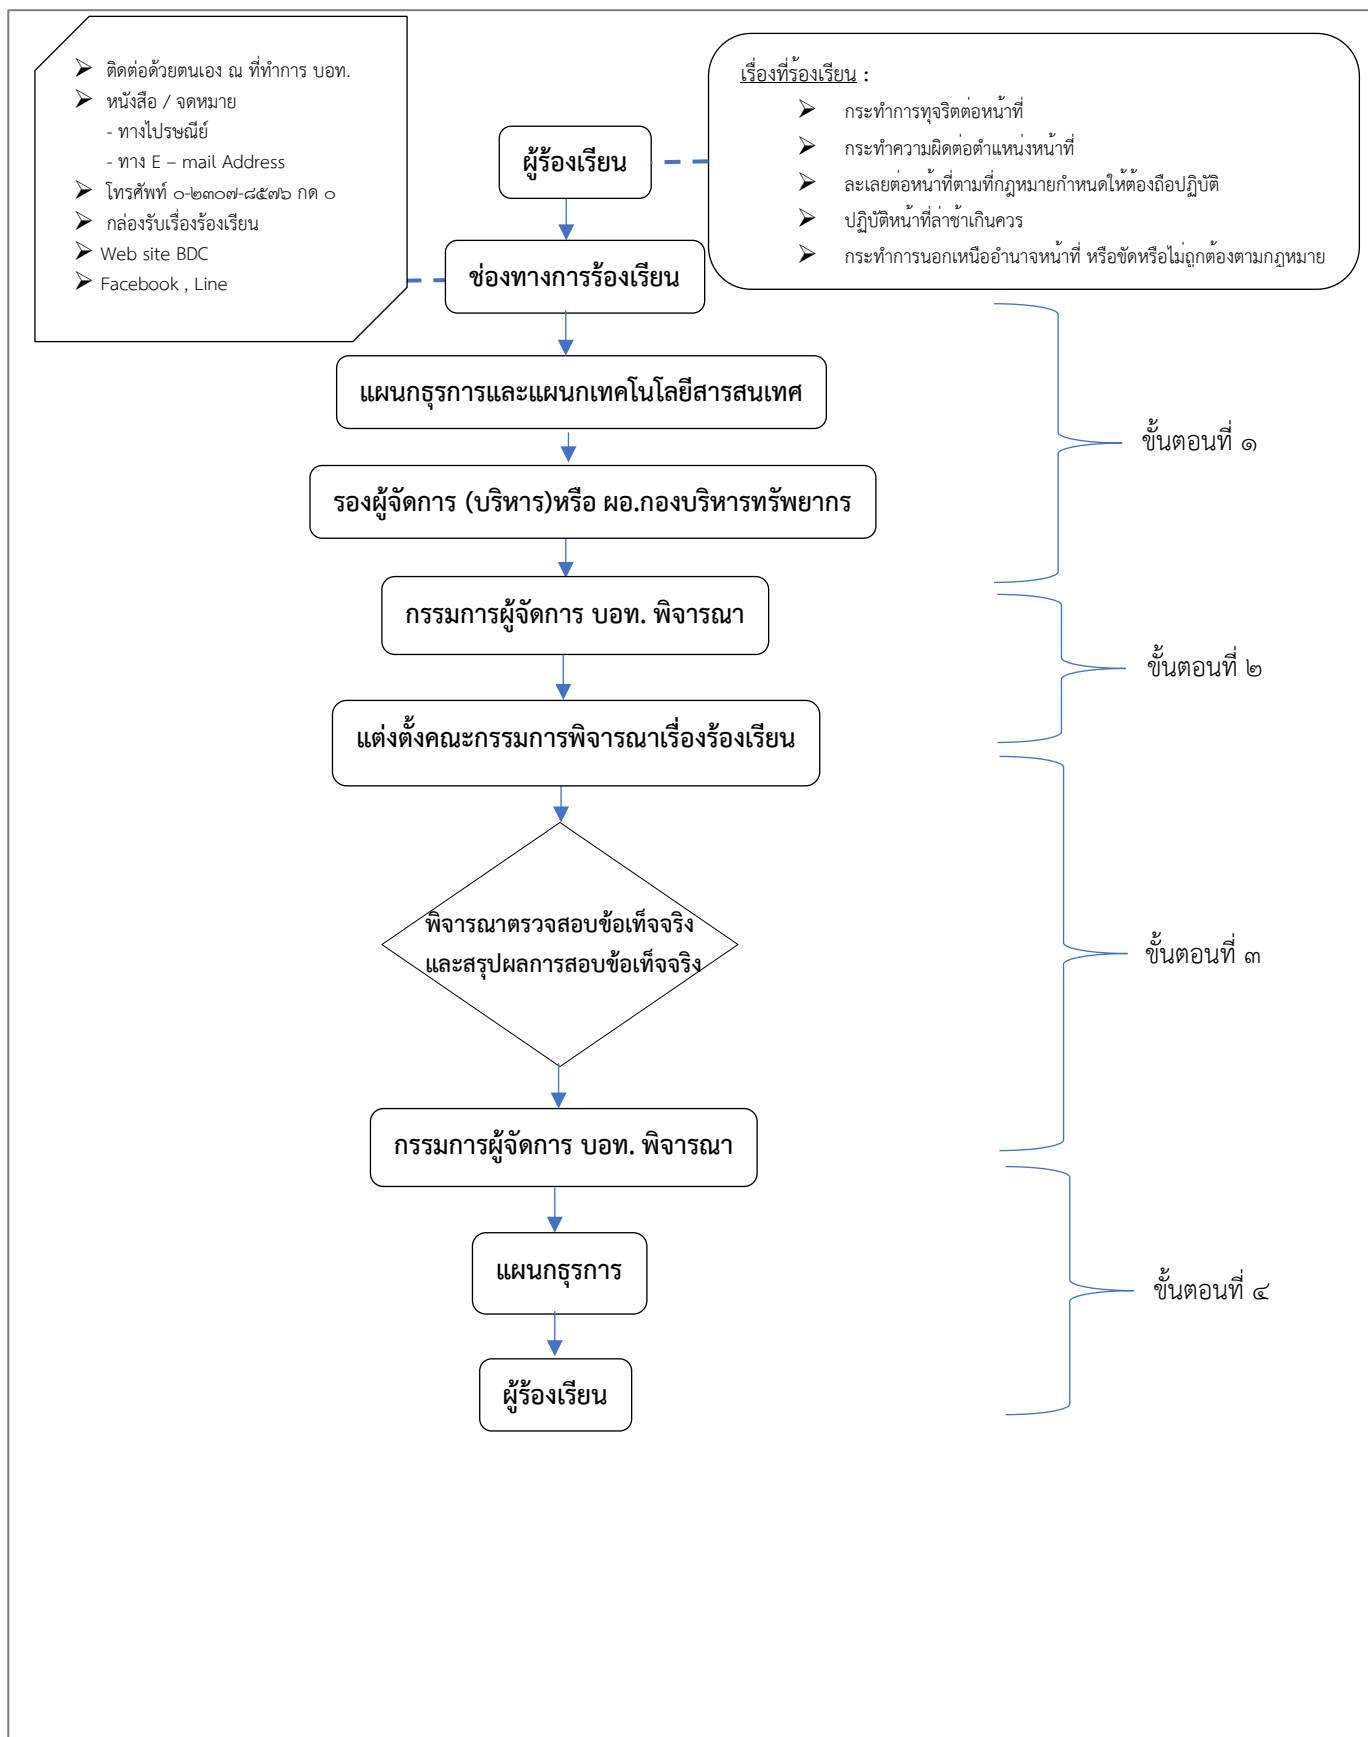 ติดต่อด้วยตนเอง ณ ที่ทำการ บอท.
หนังสือ / จดหมาย
- ทางไปรษณีย์
- ทาง E – mail Address
โทรศัพท์ ๐-๒๓๐๗-๘๕๗๖ กด ๐
กล่องรับเรื่องร้องเรียน
Web site BDC
Facebook , Line
เรื่องที่ร้องเรียน :
กระทำการทุจริตต่อหน้าที่
กระทำความผิดต่อตำแหน่งหน้าที่
ละเลยต่อหน้าที่ตามที่กฎหมายกำหนดให้ต้องถือปฏิบัติ
ปฏิบัติหน้าที่ล่าช้าเกินควร
กระทำการนอกเหนืออำนาจหน้าที่ หรือขัดหรือไม่ถูกต้องตามกฎหมาย
ผู้ร้องเรียน
ช่องทางการร้องเรียน
แผนกธุรการและแผนกเทคโนโลยีสารสนเทศ
ขั้นตอนที่ ๑
รองผู้จัดการ (บริหาร)หรือ ผอ.กองบริหารทรัพยากร
กรรมการผู้จัดการ บอท. พิจารณา
ขั้นตอนที่ ๒
แต่งตั้งคณะกรรมการพิจารณาเรื่องร้องเรียน
พิจารณาตรวจสอบข้อเท็จจริง
และสรุปผลการสอบข้อเท็จจริง
ขั้นตอนที่ ๓
กรรมการผู้จัดการ บอท. พิจารณา
แผนกธุรการ
ขั้นตอนที่ ๔
ผู้ร้องเรียน